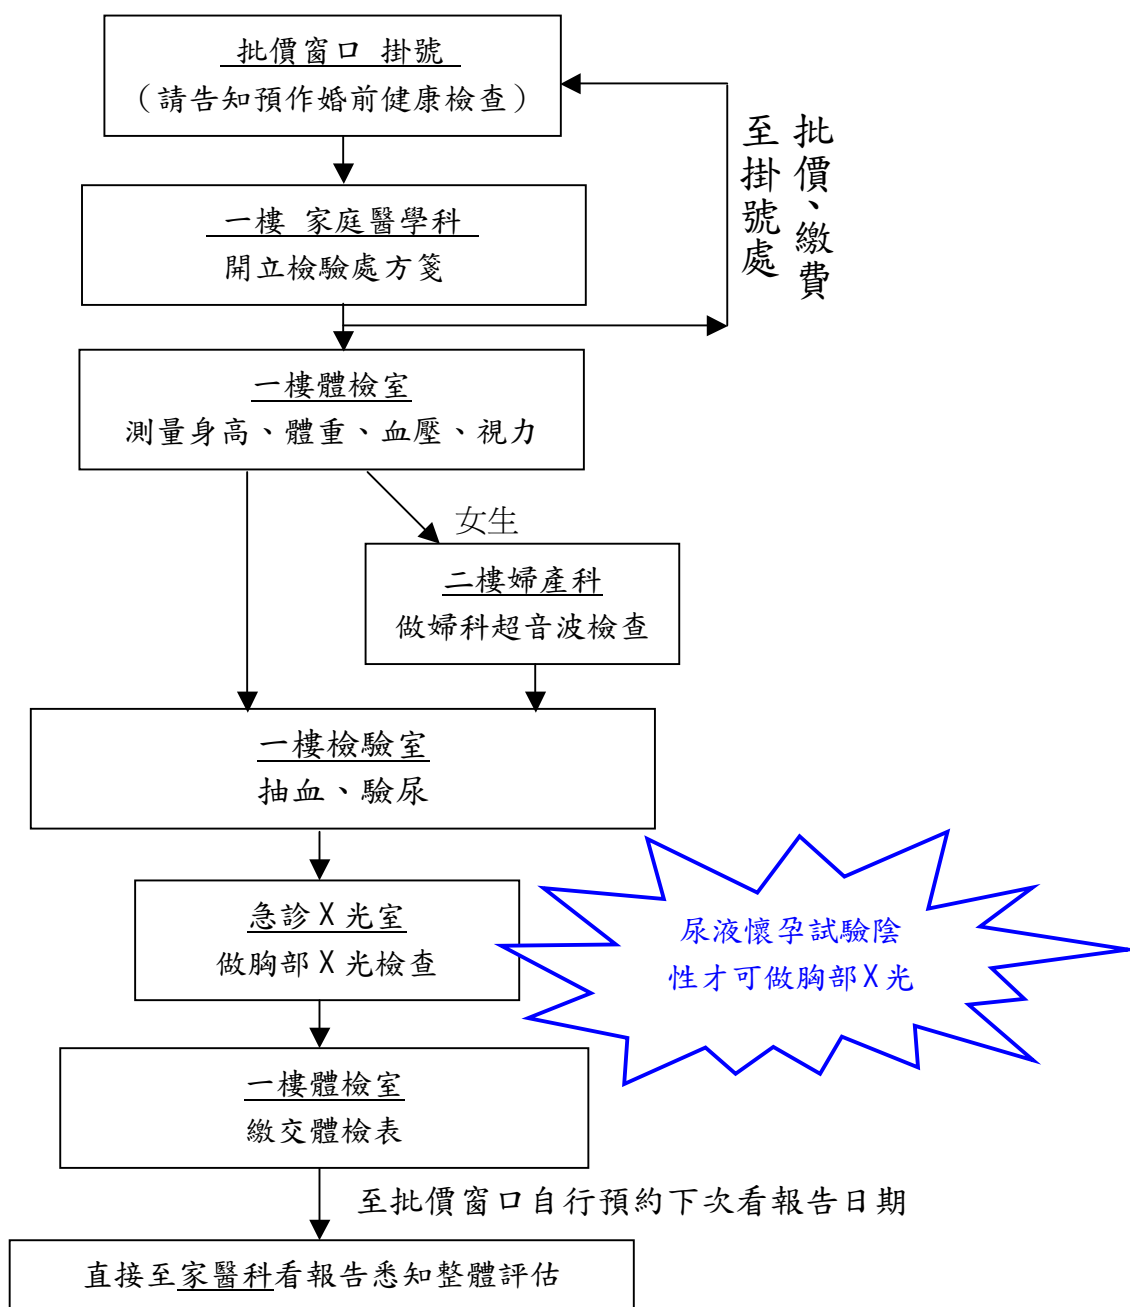 批價窗口 掛號
（請告知預作婚前健康檢查）
批價、繳費
至掛號處
一樓 家庭醫學科
開立檢驗處方箋
一樓體檢室
測量身高、體重、血壓、視力
女生
二樓婦產科
做婦科超音波檢查
一樓檢驗室
抽血、驗尿
急診 X 光室
做胸部 X 光檢查
尿液懷孕試驗陰
性才可做胸部 X 光
一樓體檢室
繳交體檢表
至批價窗口自行預約下次看報告日期
直接至家醫科看報告悉知整體評估